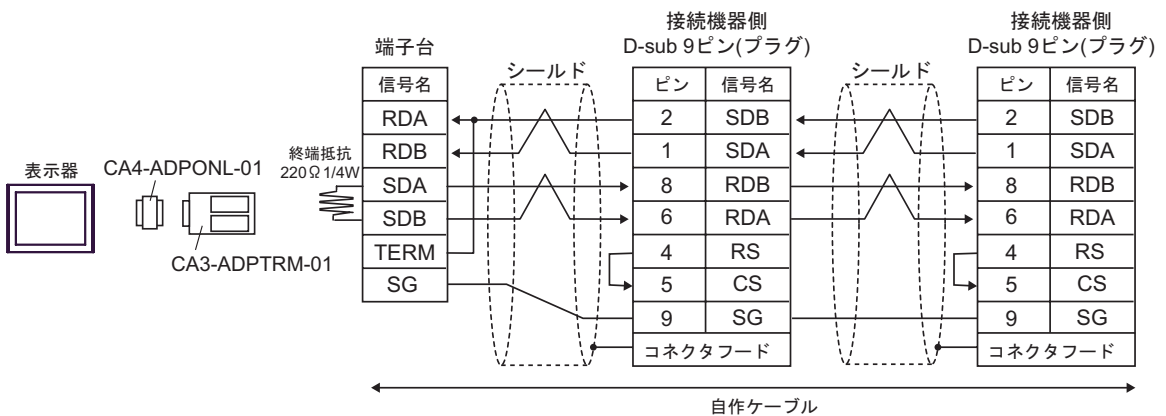 接続機器側
D-sub 9ピン(プラグ)
接続機器側
D-sub 9ピン(プラグ)
端子台
シールド
シールド
信号名
ピン 信号名
ピン 信号名
RDA
2 SDB
2 SDB
RDB
1 SDA
1 SDA
終端抵抗
220Ω1/4W
表示器
CA4-ADPONL-01
SDA
8 RDB
8 RDB
SDB
6 RDA
6 RDA
TERM
4 RS
4 RS
CA3-ADPTRM-01
SG
5 CS
5 CS
9 SG
9 SG
コネクタフード
コネクタフード
自作ケーブル